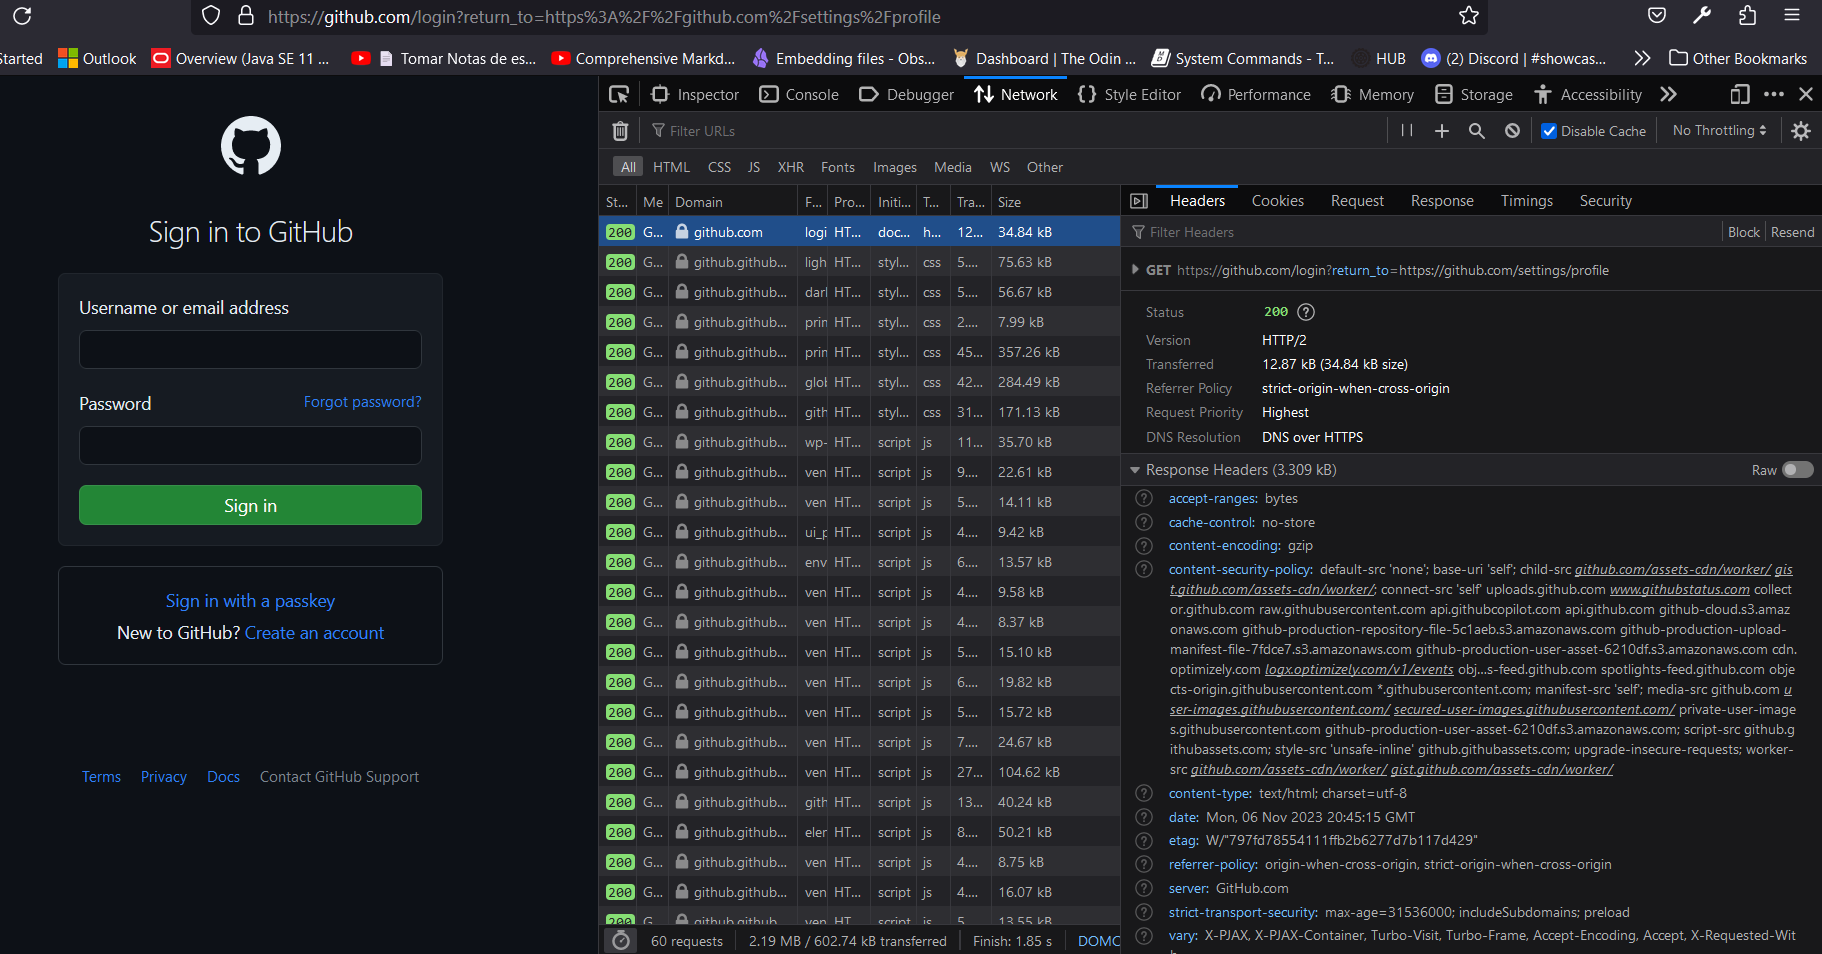 https://github.com/login?return_to=https%3A%2F%2Fgithub.com%2Fsettings%2Fprofile
Started
Outlook
Overview (Java SE 11 ...
Tomar Notas de es...
Comprehensive Markd...
Embedding files - Obs...
Dashboard | The Odin ...
System Commands - T...
HUB
(2) Discord | #showcas...
Other Bookmarks
Sign in to GitHub
Username or email address
Password
Forgot password?
Sign in
Sign in with a passkey
New to GitHub? Create an account
Terms Privacy Docs Contact GitHub Support
Inspector Console Debugger Network Style Editor Performance Memory Storage Accessibility
Filter URLs
Disable Cache No Throttling
All HTML CSS JS XHR Fonts Images Media WS Other
St... Me Domain F... Pro... Initi... T... Tra... Size
200 G... github.com logi HT... doc... h... 12... 34.84 kB
200 G... github.github... ligh HT... styl... css 5.... 75.63 kB
200 G... github.github... dar HT... styl... css 5.... 56.67 kB
200 G... github.github... prin HT... styl... css 2.... 7.99 kB
200 G... github.github... prin HT... styl... css 45... 357.26 kB
200 G... github.github... glob HT... styl... css 42... 284.49 kB
200 G... github.github... gith HT... styl... css 31... 171.13 kB
200 G... github.github... wp- HT... script js 11... 35.70 kB
200 G... github.github... ven HT... script js 9.... 22.61 kB
200 G... github.github... ven HT... script js 5.... 14.11 kB
200 G... github.github... ui_p HT... script js 4.... 9.42 kB
200 G... github.github... env HT... script js 6.... 13.57 kB
200 G... github.github... ven HT... script js 4.... 9.58 kB
200 G... github.github... ven HT... script js 4.... 8.37 kB
200 G... github.github... ven HT... script js 5.... 15.10 kB
200 G... github.github... ven HT... script js 6.... 19.82 kB
200 G... github.github... ven HT... script js 5.... 15.72 kB
200 G... github.github... ven HT... script js 7.... 24.67 kB
200 G... github.github... ven HT... script js 27... 104.62 kB
200 G... github.github... gith HT... script js 13... 40.24 kB
200 G... github.github... eler HT... script js 8.... 50.21 kB
200 G... github.github... ven HT... script js 4.... 8.75 kB
200 G... github.github... ven HT... script js 4.... 16.07 kB
200 G... github.github... ven HT... script js 5... 13.55 kB
60 requests 2.19 MB / 602.74 kB transferred Finish: 1.85 s DOMC
Headers Cookies Request Response Timings Security
Filter Headers Block Resend
GET https://github.com/login?return_to=https://github.com/settings/profile
Status 200
Version HTTP/2
Transferred 12.87 kB (34.84 kB size)
Referrer Policy strict-origin-when-cross-origin
Request Priority Highest
DNS Resolution DNS over HTTPS
Response Headers (3.309 kB) Raw
accept-ranges: bytes
cache-control: no-store
content-encoding: gzip
content-security-policy: default-src 'none'; base-uri 'self'; child-src github.com/assets-cdn/worker/ gis
t.github.com/assets-cdn/worker/; connect-src 'self' uploads.github.com www.githubstatus.com collect
or.github.com raw.githubusercontent.com api.githubcopilot.com api.github.com github-cloud.s3.amaz
onaws.com github-production-repository-file-5c1aeb.s3.amazonaws.com github-production-upload-
manifest-file-7fdce7.s3.amazonaws.com github-production-user-asset-6210df.s3.amazonaws.com cdn.
optimizely.com logx.optimizely.com/v1/events obj...s-feed.github.com spotlights-feed.github.com obje
cts-origin.githubusercontent.com *.githubusercontent.com; manifest-src 'self'; media-src github.com u
ser-images.githubusercontent.com/ secured-user-images.githubusercontent.com/ private-user-image
s.githubusercontent.com github-production-user-asset-6210df.s3.amazonaws.com; script-src github.g
ithubassets.com; style-src 'unsafe-inline' github.githubassets.com; upgrade-insecure-requests; worker-
src github.com/assets-cdn/worker/ gist.github.com/assets-cdn/worker/
content-type: text/html; charset=utf-8
date: Mon, 06 Nov 2023 20:45:15 GMT
etag: W/"797fd78554111ffb2b6277d7b117d429"
referrer-policy: origin-when-cross-origin, strict-origin-when-cross-origin
server: GitHub.com
strict-transport-security: max-age=31536000; includeSubdomains; preload
vary: X-PJAX, X-PJAX-Container, Turbo-Visit, Turbo-Frame, Accept-Encoding, Accept, X-Requested-Wit